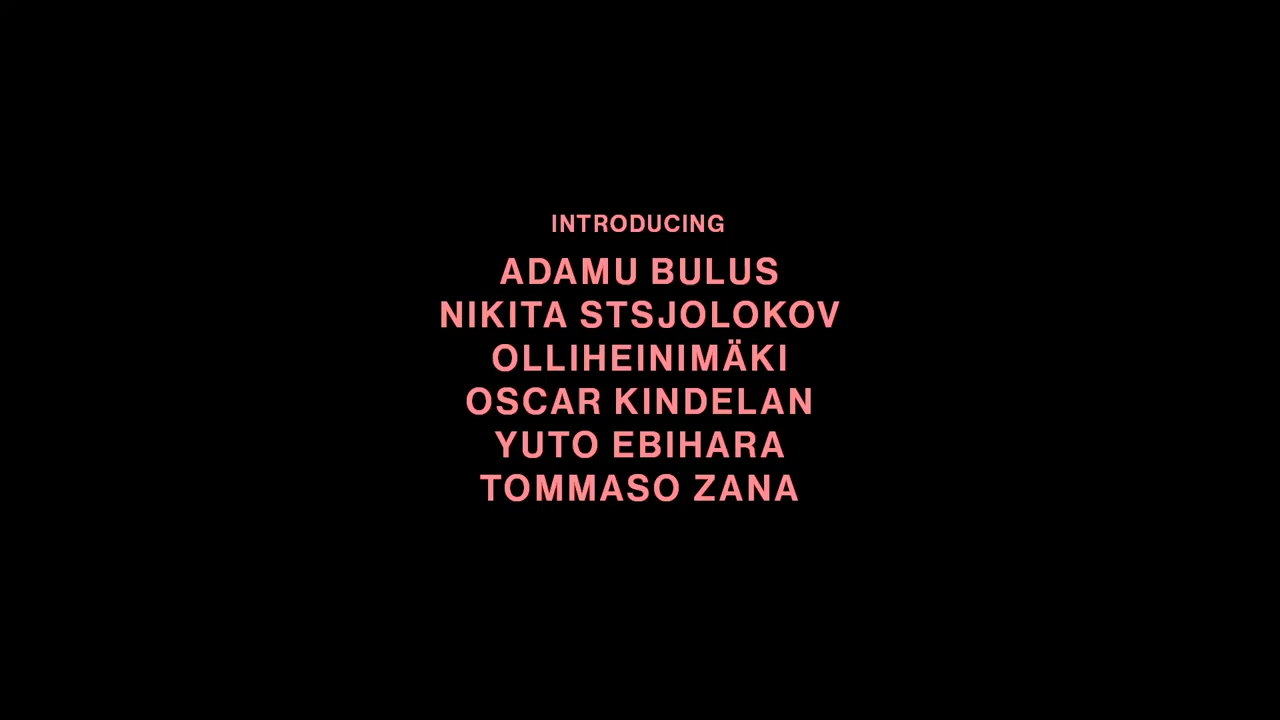 INTRODUCING
ADAMU BULUS
NIKITA STSJOLOKOV
OLLIHEINIMÄKI
OSCAR KINDELAN
YUTO EBIHARA
TOMMASO ZANA